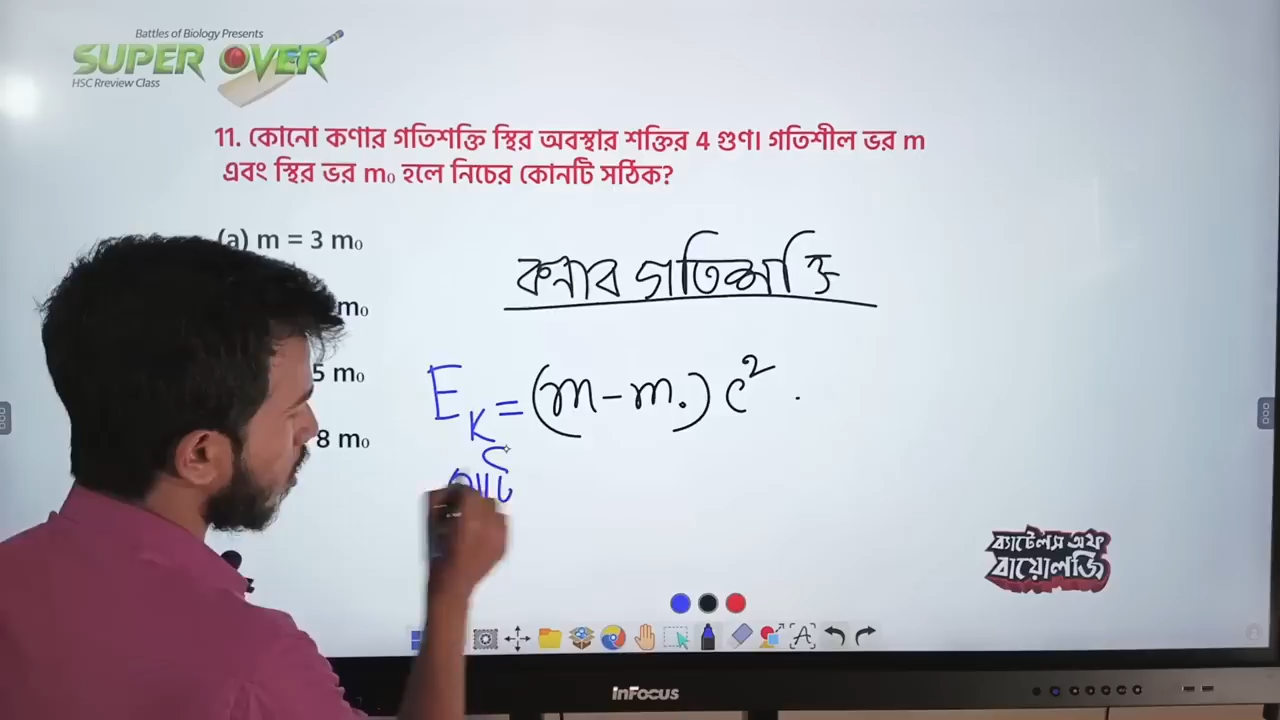 Battles of Biology Presents
SUPER OVER
HSC Rreview Class
11. কোনো কণার গতিশক্তি স্থির অবস্থার শক্তির 4 গুণ। গতিশীল ভর m
এবং স্থির ভর m₀ হলে নিচের কোনটি সঠিক?
(a) m = 3 m₀
m₀
5 m₀
8 m₀
কনার গতিশক্তি
E_K = (m - m₀) c²
ব্যাটেলস অফ
বায়োলজি
InFocus